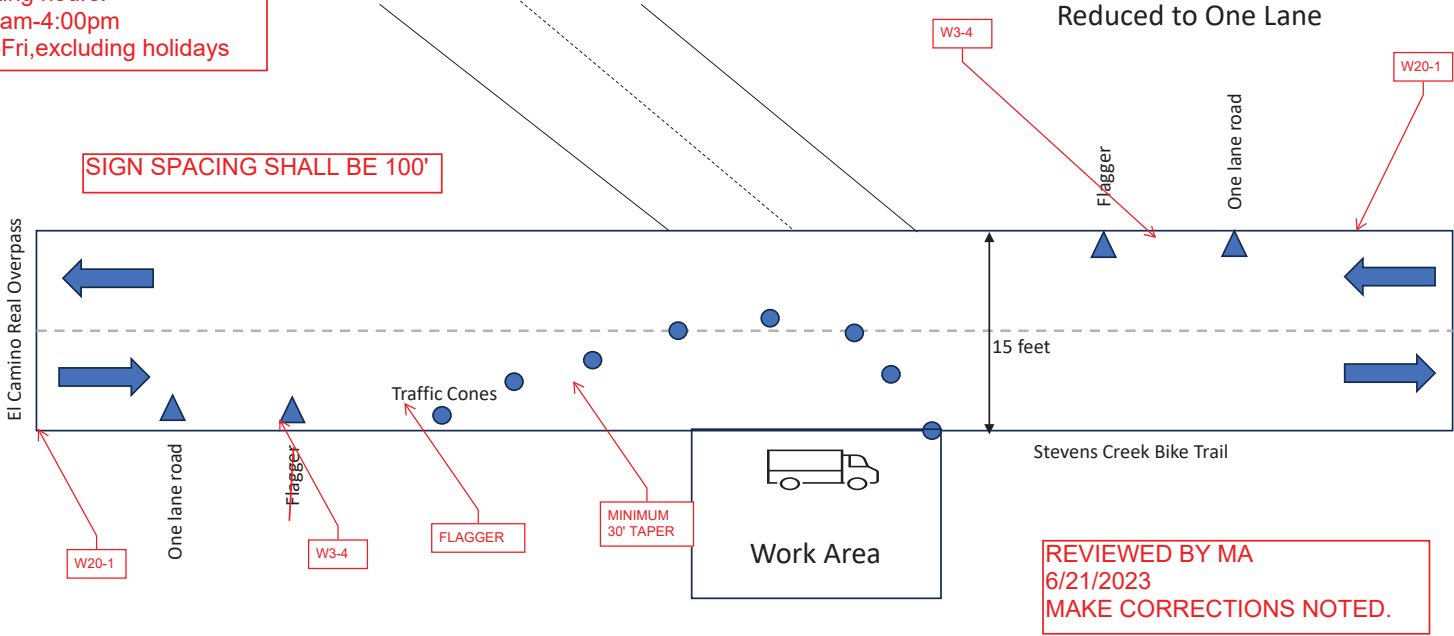 am-4:00pm
Fri,excluding holidays
Reduced to One Lane
W3-4
W20-1
SIGN SPACING SHALL BE 100'
Flagger
One lane road
El Camino Real Overpass
15 feet
Traffic Cones
Stevens Creek Bike Trail
One lane road
Flagger
W20-1
W3-4
FLAGGER
MINIMUM
30' TAPER
Work Area
REVIEWED BY MA
6/21/2023
MAKE CORRECTIONS NOTED.